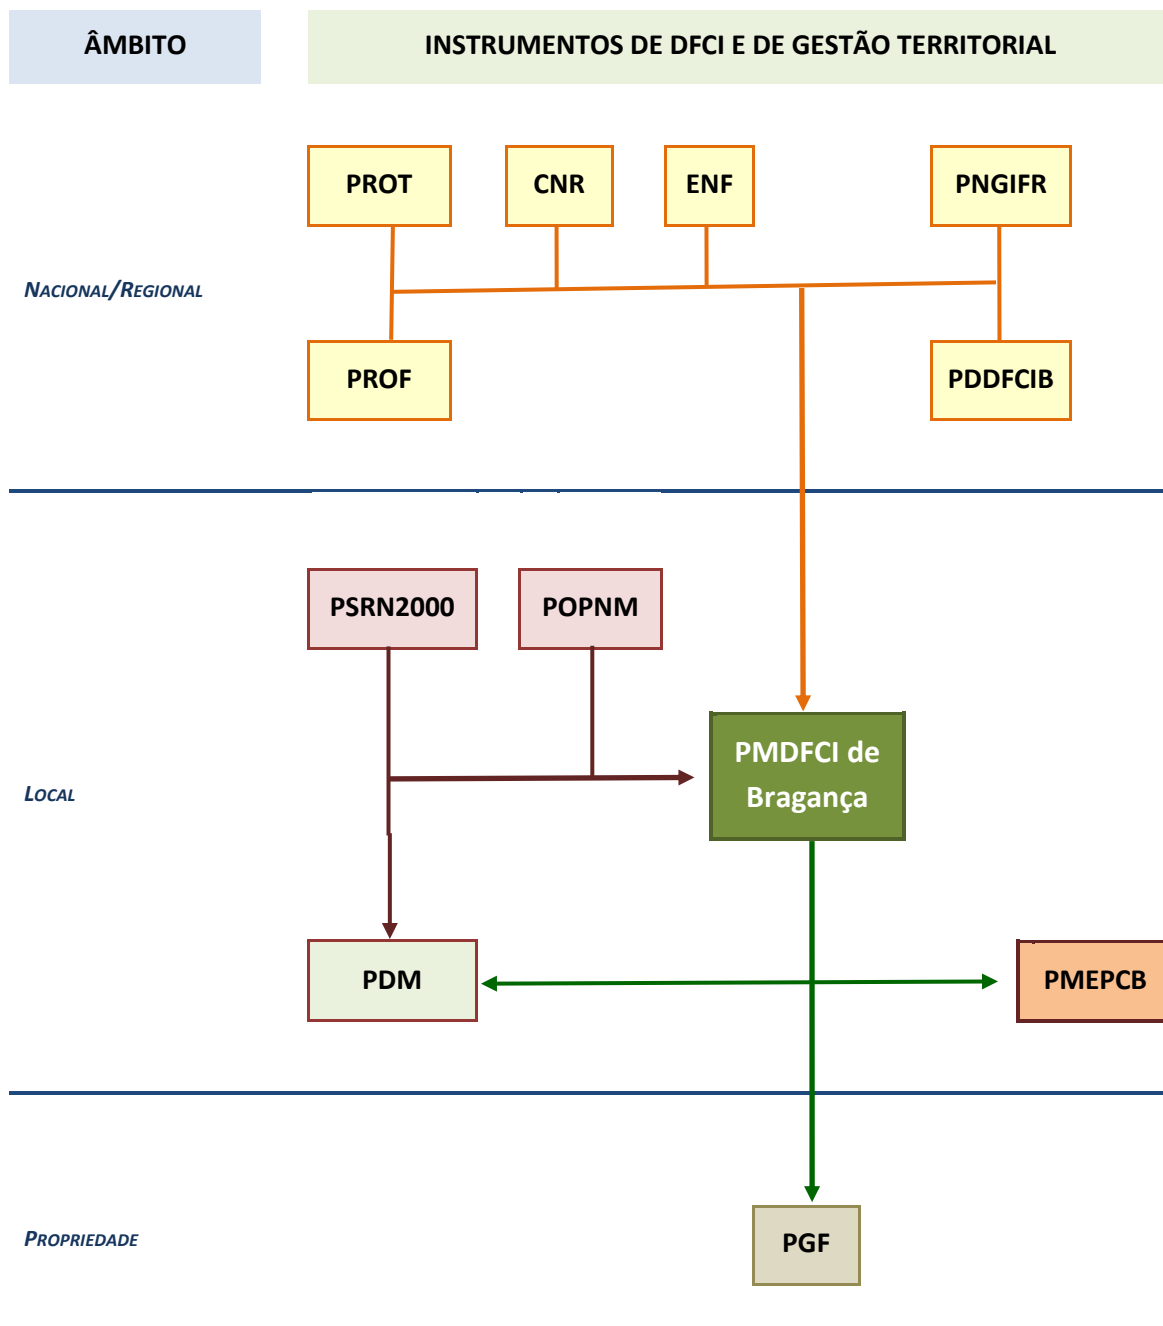 ÂMBITO
INSTRUMENTOS DE DFCI E DE GESTÃO TERRITORIAL
PROT
CNR
ENF
PNGIFR
NACIONAL/REGIONAL
PROF
PDDFCIB
PSRN2000
POPNM
PMDFCI de
Bragança
LOCAL
PDM
PMEPCB
PROPRIEDADE
PGF